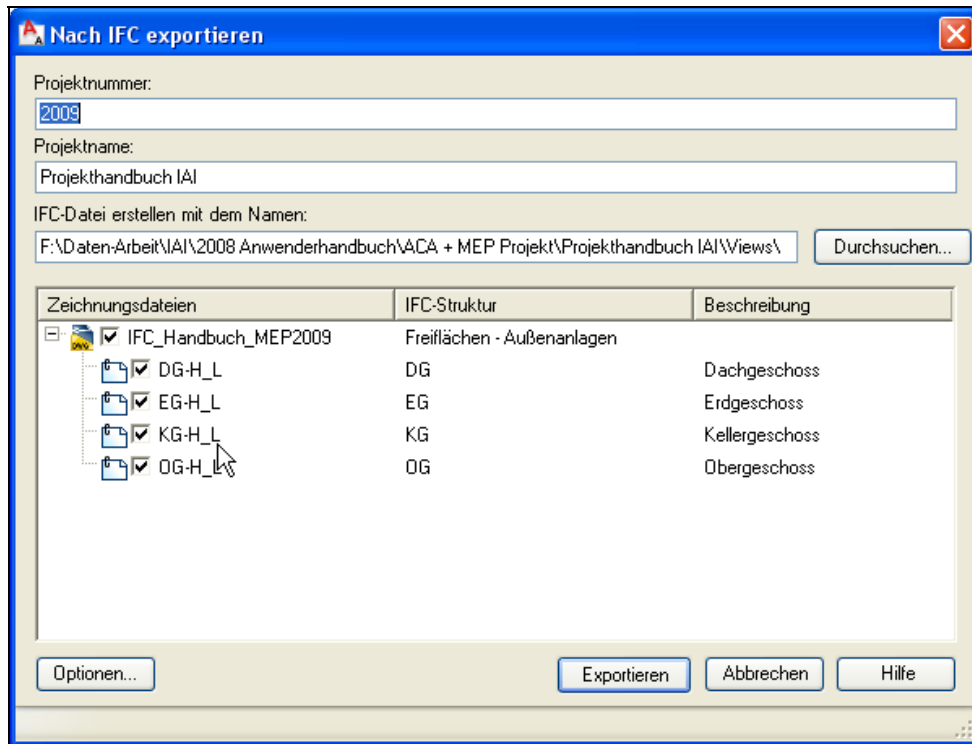 Nach IFC exportieren
Projektnummer:
2009
Projektname:
Projekthandbuch IAI
IFC-Datei erstellen mit dem Namen:
F:\Daten-Arbeit\IAI\2008 Anwenderhandbuch\ACA + MEP Projekt\Projekthandbuch IAI\Views\ Durchsuchen...
Zeichnungsdateien IFC-Struktur Beschreibung
IFC_Handbuch_MEP2009 Freiflächen - Außenanlagen
DG-H_L DG Dachgeschoss
EG-H_L EG Erdgeschoss
KG-H_L KG Kellergeschoss
OG-H_L OG Obergeschoss
Optionen... Exportieren Abbrechen Hilfe